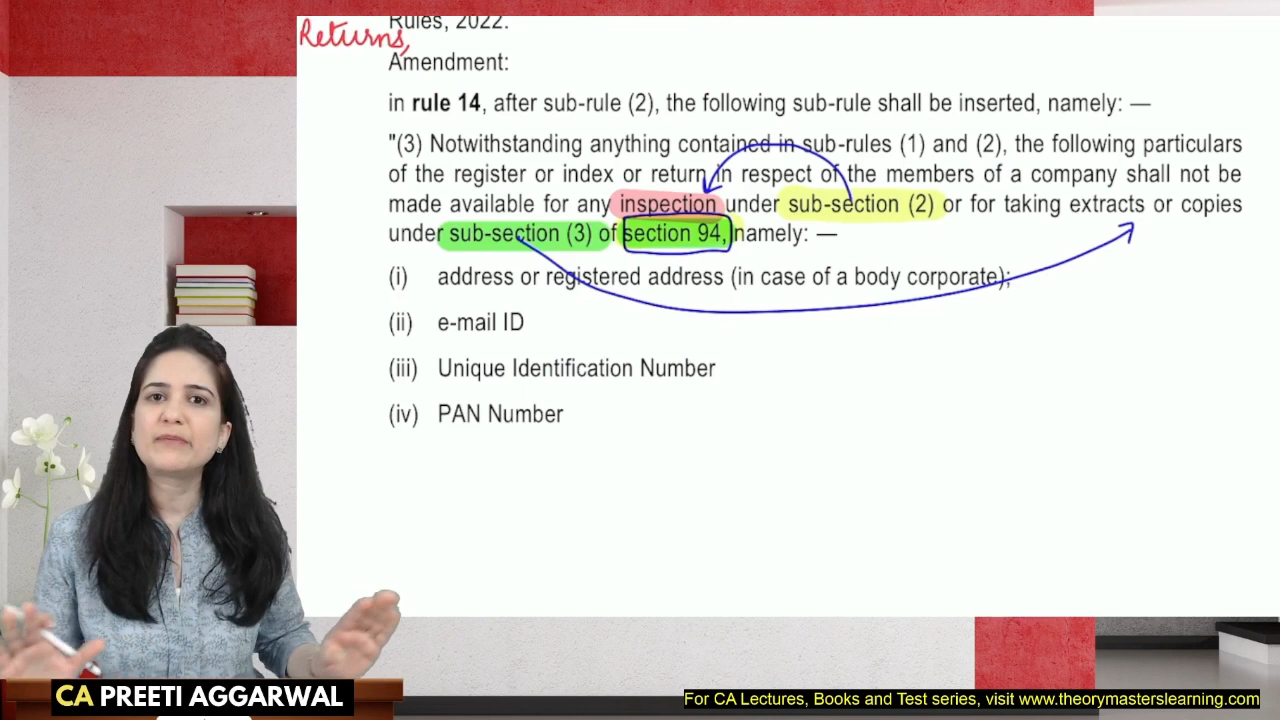 Rules, 2022.
Returns,
Amendment:
in rule 14, after sub-rule (2), the following sub-rule shall be inserted, namely: —
"(3) Notwithstanding anything contained in sub-rules (1) and (2), the following particulars
of the register or index or return in respect of the members of a company shall not be
made available for any inspection under sub-section (2) or for taking extracts or copies
under sub-section (3) of section 94, namely: —
(i) address or registered address (in case of a body corporate);
(ii) e-mail ID
(iii) Unique Identification Number
(iv) PAN Number
CA PREETI AGGARWAL
For CA Lectures, Books and Test series, visit www.theorymasterslearning.com